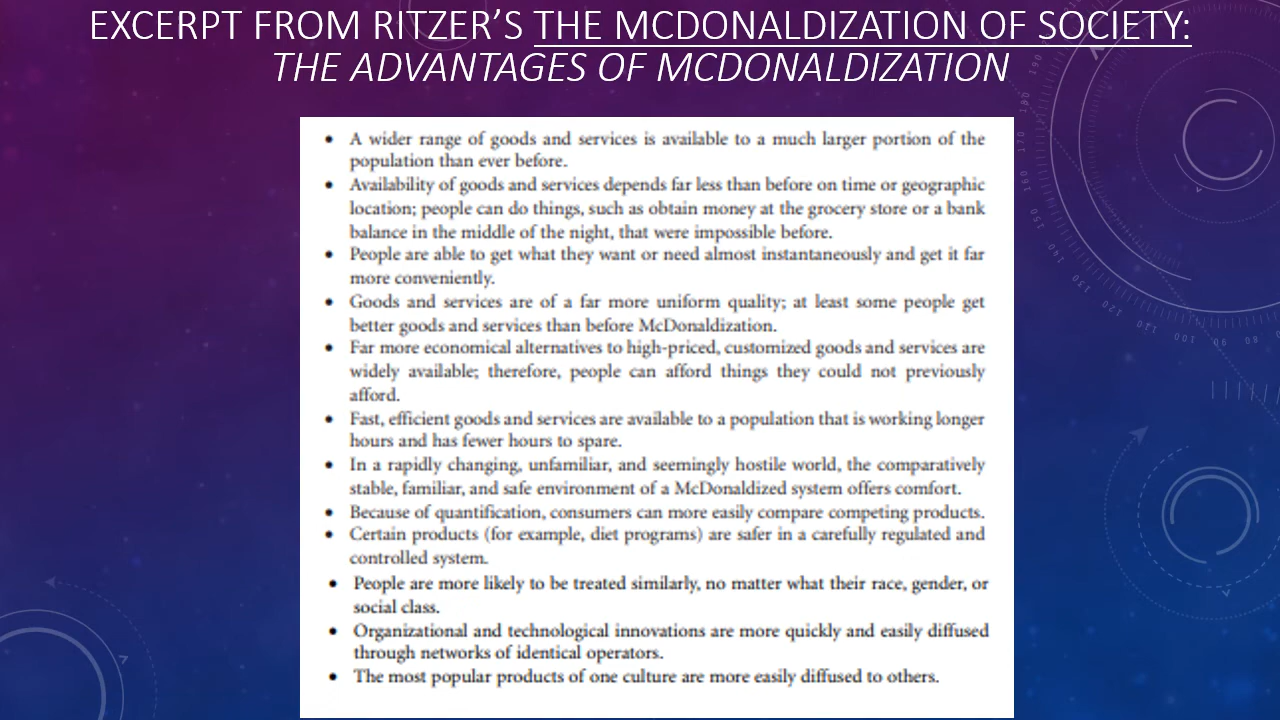 EXCERPT FROM RITZER'S THE MCDONALDIZATION OF SOCIETY:
THE ADVANTAGES OF MCDONALDIZATION
• A wider range of goods and services is available to a much larger portion of the
population than ever before.
• Availability of goods and services depends far less than before on time or geographic
location; people can do things, such as obtain money at the grocery store or a bank
balance in the middle of the night, that were impossible before.
• People are able to get what they want or need almost instantaneously and get it far
more conveniently.
• Goods and services are of a far more uniform quality; at least some people get
better goods and services than before McDonaldization.
• Far more economical alternatives to high-priced, customized goods and services are
widely available; therefore, people can afford things they could not previously
afford.
• Fast, efficient goods and services are available to a population that is working longer
hours and has fewer hours to spare.
• In a rapidly changing, unfamiliar, and seemingly hostile world, the comparatively
stable, familiar, and safe environment of a McDonaldized system offers comfort.
• Because of quantification, consumers can more easily compare competing products.
• Certain products (for example, diet programs) are safer in a carefully regulated and
controlled system.
• People are more likely to be treated similarly, no matter what their race, gender, or
social class.
• Organizational and technological innovations are more quickly and easily diffused
through networks of identical operators.
• The most popular products of one culture are more easily diffused to others.
190
180
170
160
150
140
130
120
110
100
90
80